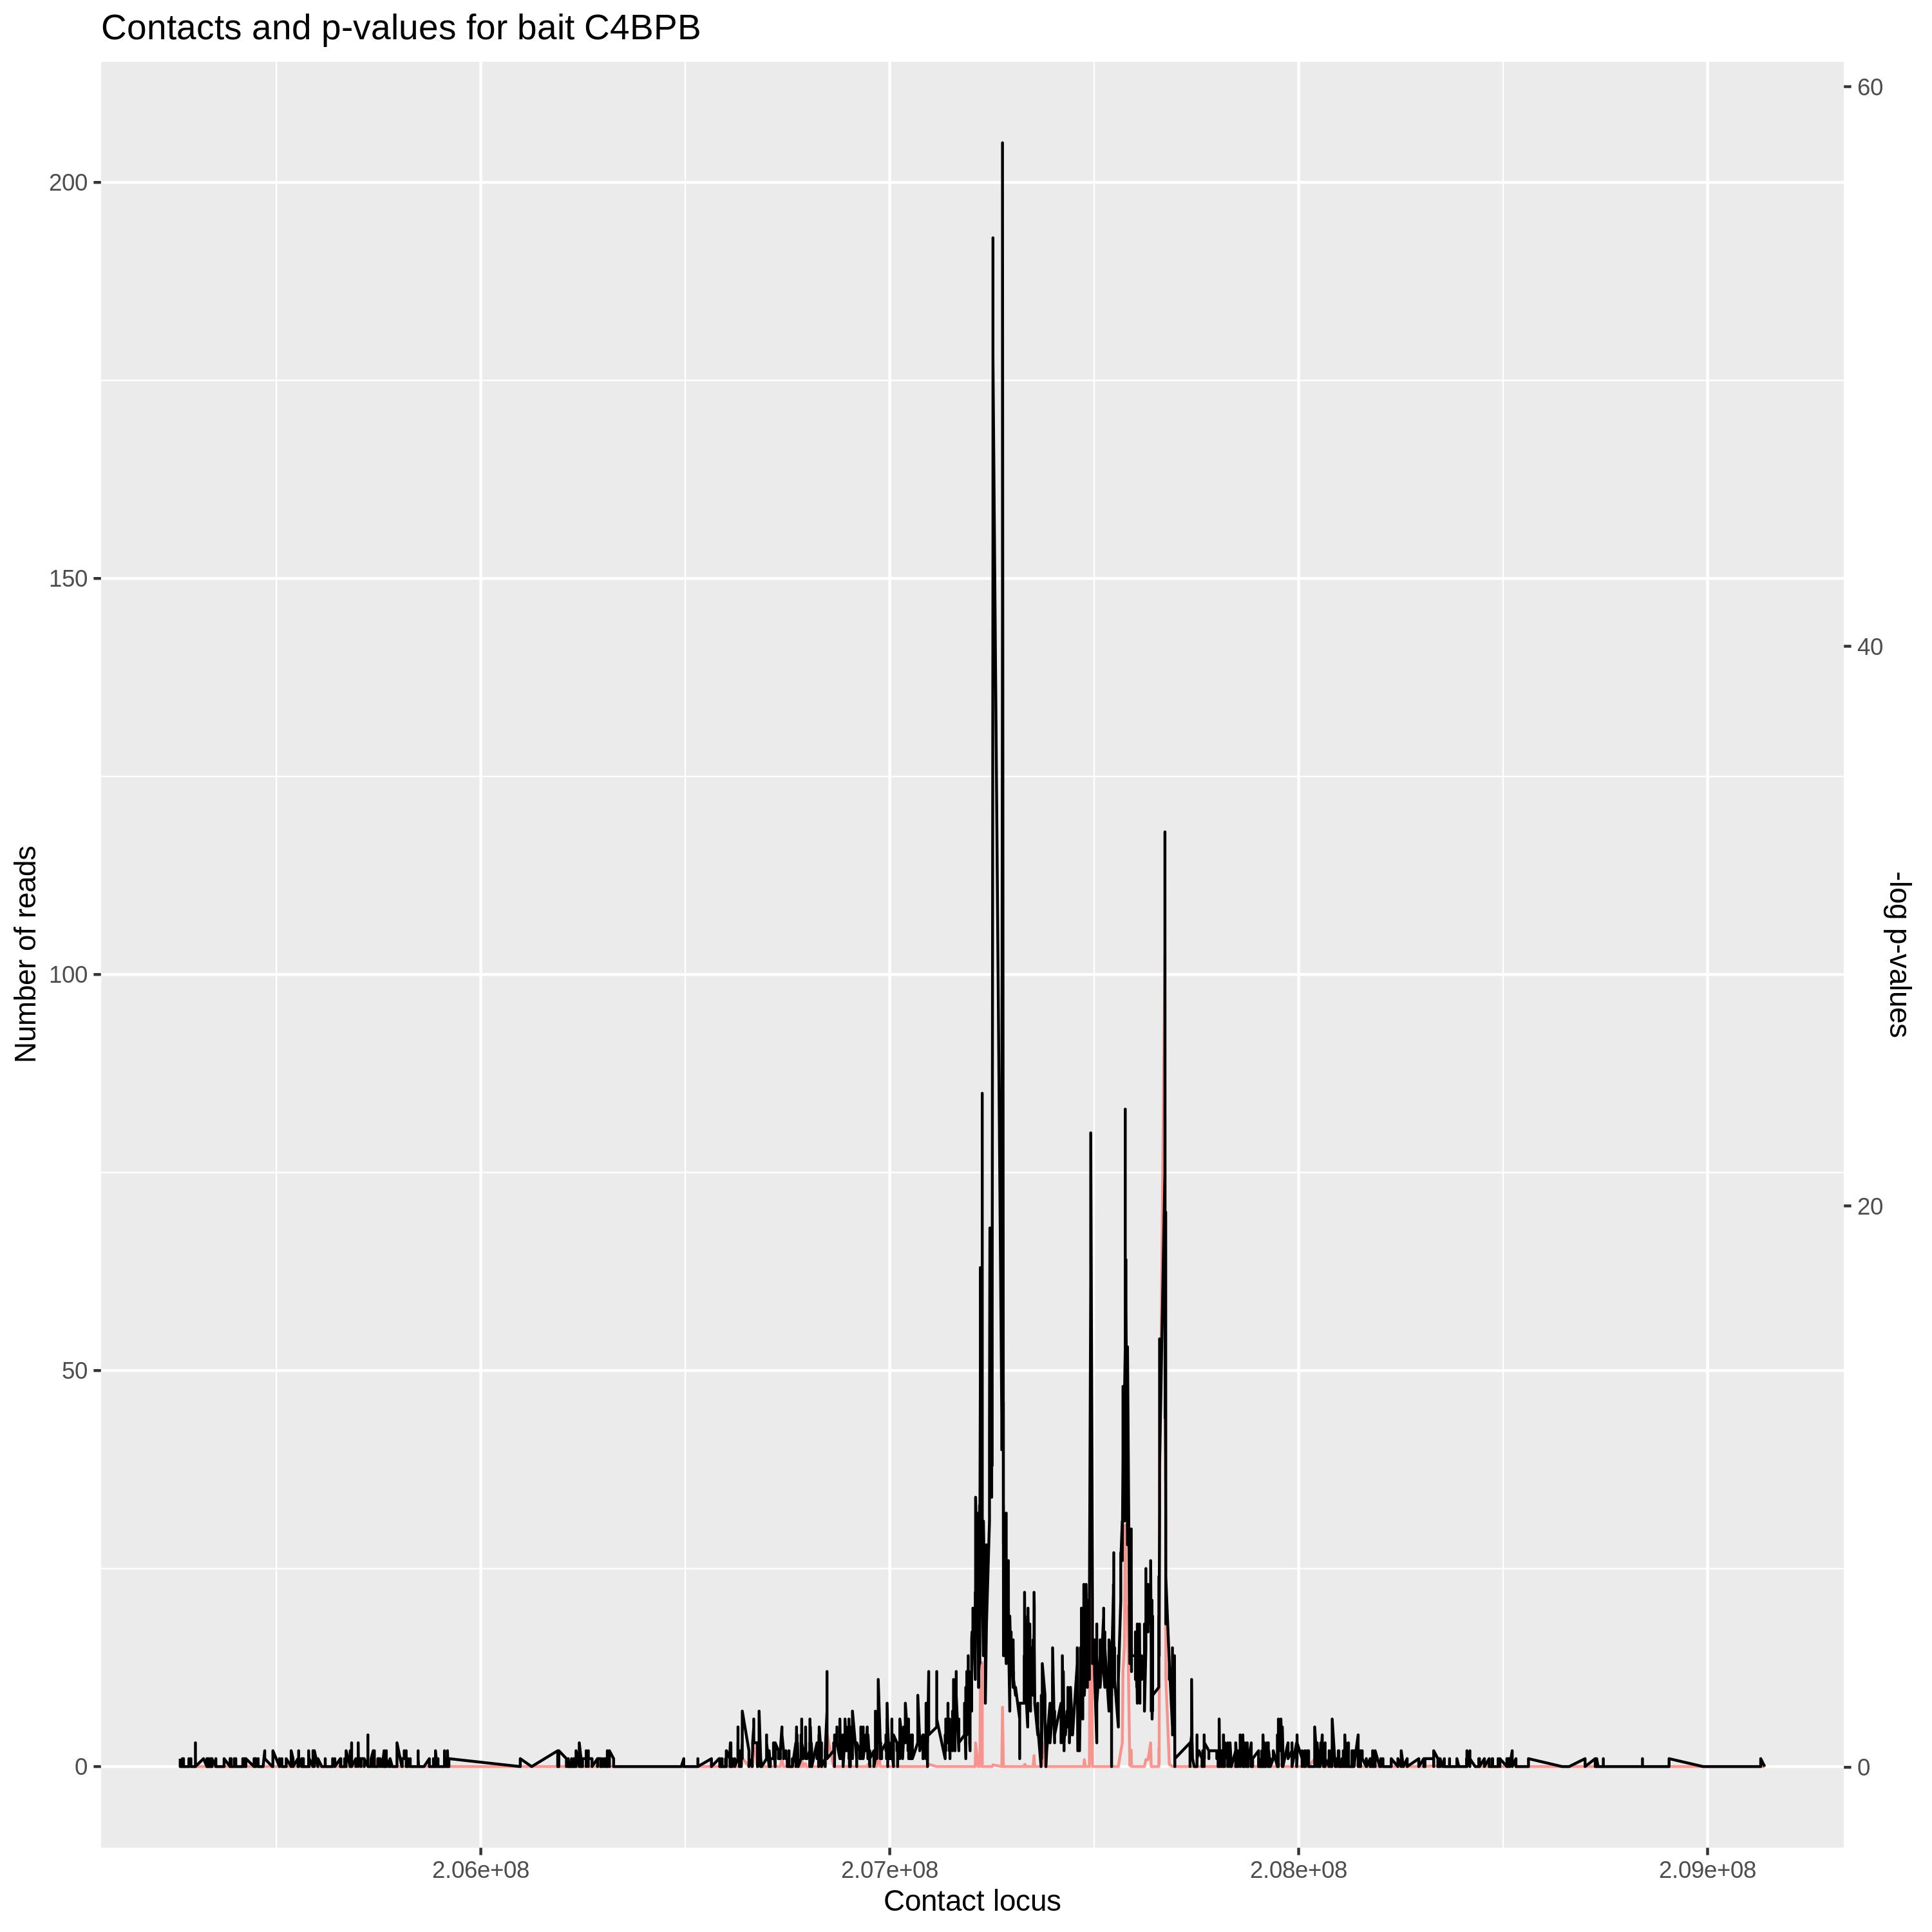 Contacts and p-values for bait C4BPB
60
200
150
40
Number of reads
-log p-values
100
20
50
0
0
2.06e+08
2.07e+08
2.08e+08
2.09e+08
Contact locus